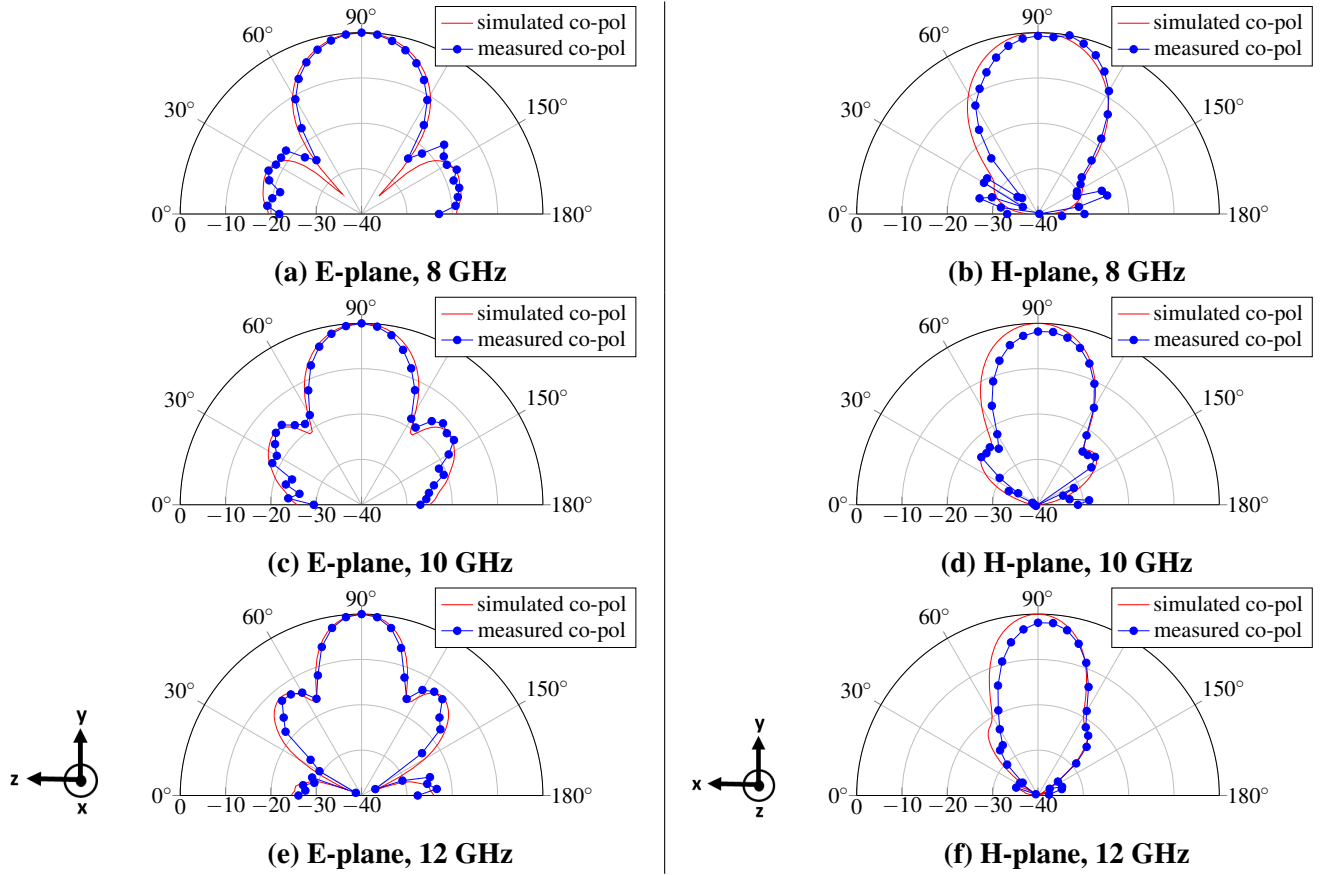 90°
simulated co-pol
measured co-pol
60°
30°
150°
0°
180°
0 −10 −20 −30 −40
(a) E-plane, 8 GHz
90°
simulated co-pol
measured co-pol
60°
30°
150°
0°
180°
0 −10 −20 −30 −40
(b) H-plane, 8 GHz
90°
simulated co-pol
measured co-pol
60°
30°
150°
0°
180°
0 −10 −20 −30 −40
(c) E-plane, 10 GHz
90°
simulated co-pol
measured co-pol
60°
30°
150°
0°
180°
0 −10 −20 −30 −40
(d) H-plane, 10 GHz
90°
simulated co-pol
measured co-pol
60°
30°
150°
0°
180°
0 −10 −20 −30 −40
y
z
x
(e) E-plane, 12 GHz
90°
simulated co-pol
measured co-pol
60°
30°
150°
0°
180°
0 −10 −20 −30 −40
y
x
z
(f) H-plane, 12 GHz